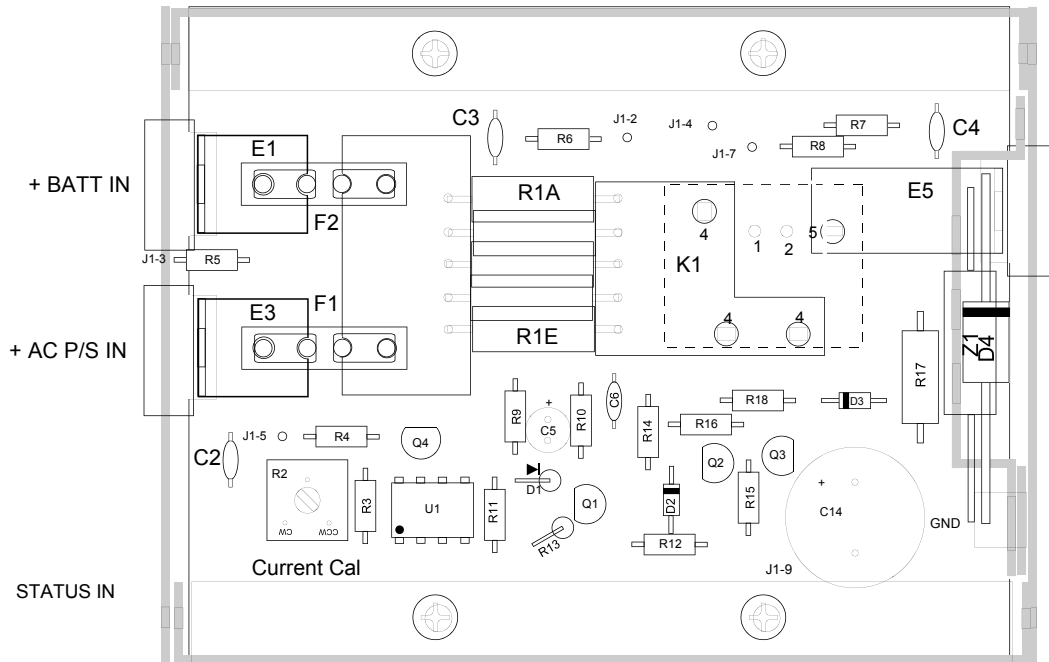 C3
R6
J1-2
J1-4
J1-7
R7
R8
C4
E1
+ BATT IN
F2
R1A
E5
4
1
2
5
K1
J1-3
R5
E3
F1
+ AC P/S IN
R1E
4
4
Z1
D4
R17
R9
+
C5
R10
C6
R14
R18
D3
R16
J1-5
R4
Q4
C2
R2
CW
CCW
R3
U1
R11
D1
Q1
R13
Q2
Q3
D2
R15
R12
+
C14
GND
J1-9
Current Cal
STATUS IN